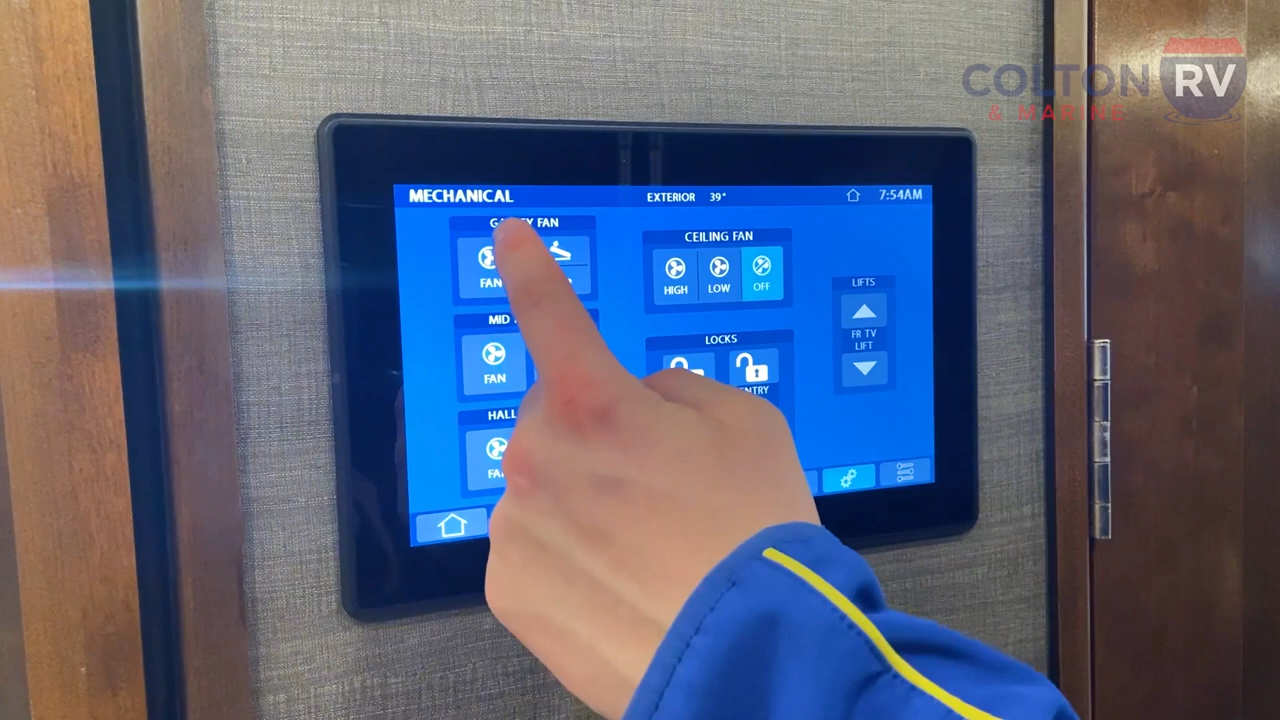 COLTON RV
& MARINE
MECHANICAL
EXTERIOR 39°
7:54AM
FAN
CEILING FAN
HIGH
LOW
OFF
MID
FAN
LOCKS
LIFTS
FR TV
LIFT
HALL